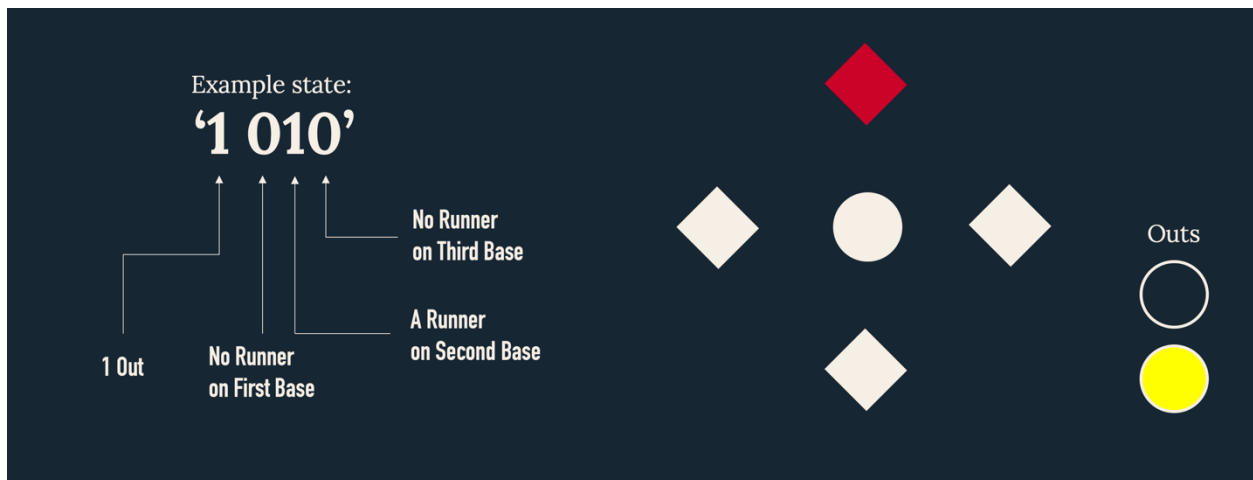 Example state:
‘1 010’
No Runner
on Third Base
A Runner
on Second Base
1 Out
No Runner
on First Base
Outs